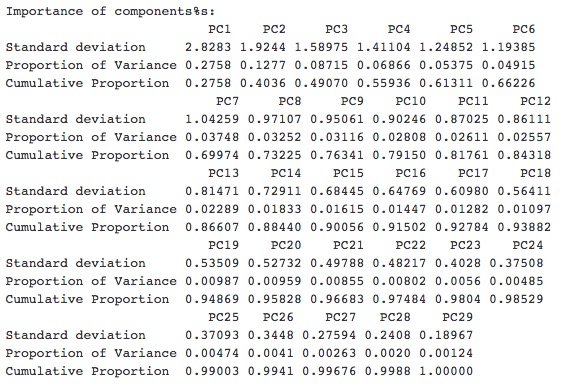 Importance of components%s:
PC1 PC2 PC3 PC4 PC5 PC6
Standard deviation 2.8283 1.9244 1.58975 1.41104 1.24852 1.19385
Proportion of Variance 0.2758 0.1277 0.08715 0.06866 0.05375 0.04915
Cumulative Proportion 0.2758 0.4036 0.49070 0.55936 0.61311 0.66226
PC7 PC8 PC9 PC10 PC11 PC12
Standard deviation 1.04259 0.97107 0.95061 0.90246 0.87025 0.86111
Proportion of Variance 0.03748 0.03252 0.03116 0.02808 0.02611 0.02557
Cumulative Proportion 0.69974 0.73225 0.76341 0.79150 0.81761 0.84318
PC13 PC14 PC15 PC16 PC17 PC18
Standard deviation 0.81471 0.72911 0.68445 0.64769 0.60980 0.56411
Proportion of Variance 0.02289 0.01833 0.01615 0.01447 0.01282 0.01097
Cumulative Proportion 0.86607 0.88440 0.90056 0.91502 0.92784 0.93882
PC19 PC20 PC21 PC22 PC23 PC24
Standard deviation 0.53509 0.52732 0.49788 0.48217 0.4028 0.37508
Proportion of Variance 0.00987 0.00959 0.00855 0.00802 0.0056 0.00485
Cumulative Proportion 0.94869 0.95828 0.96683 0.97484 0.9804 0.98529
PC25 PC26 PC27 PC28 PC29
Standard deviation 0.37093 0.3448 0.27594 0.2408 0.18967
Proportion of Variance 0.00474 0.0041 0.00263 0.0020 0.00124
Cumulative Proportion 0.99003 0.9941 0.99676 0.9988 1.00000